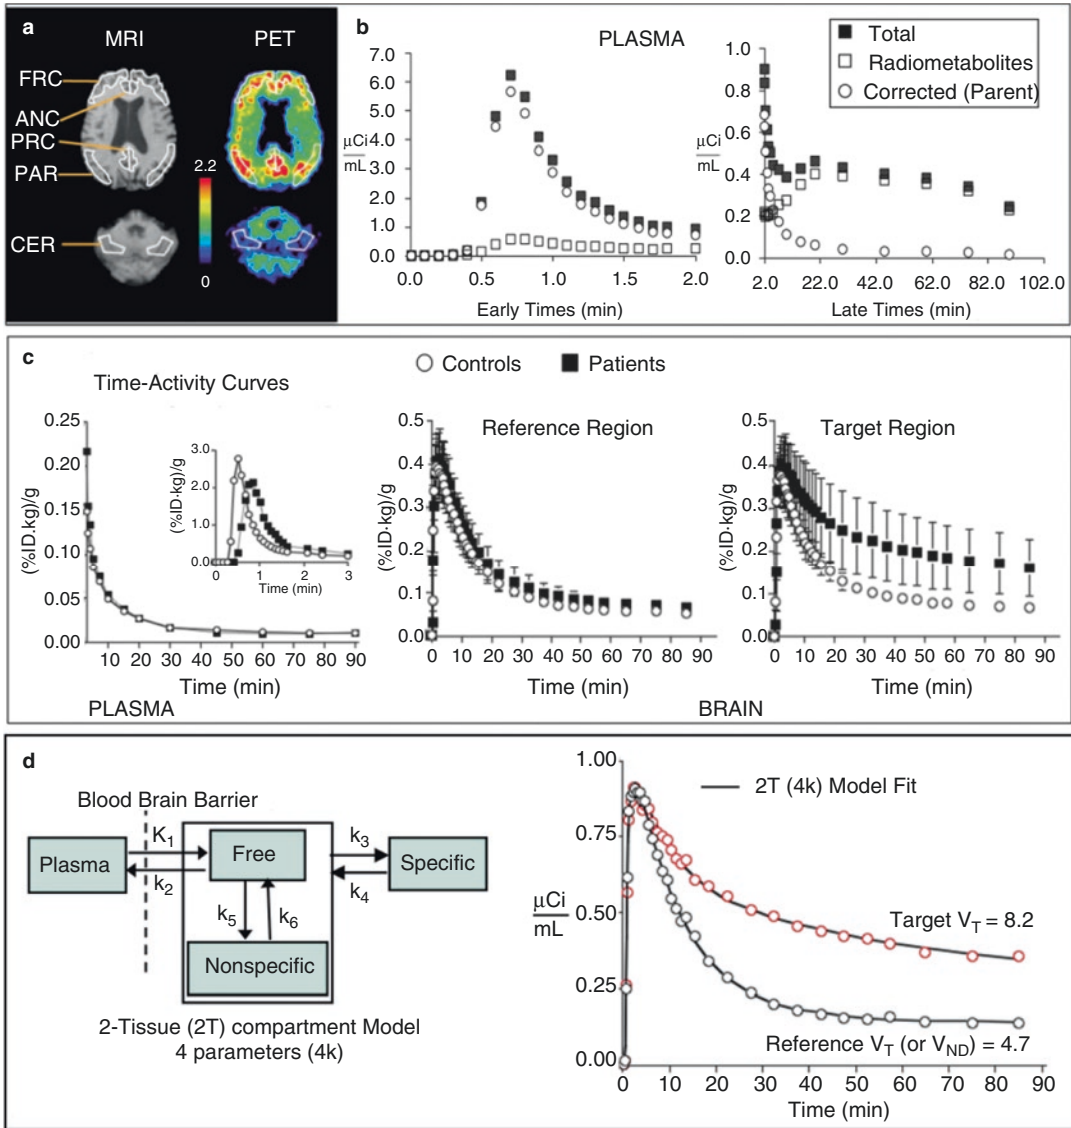 a
MRI
PET
FRC
ANC
PRC
PAR
CER
2.2
0
b
PLASMA
7.0
6.0
5.0
4.0
3.0
2.0
1.0
0.0
µCi
mL
0.0
0.5
1.0
1.5
2.0
Early Times (min)
1.0
0.8
0.6
0.4
0.2
0.0
µCi
mL
2.0
22.0
42.0
62.0
82.0
102.0
Late Times (min)
Total
Radiometabolites
Corrected (Parent)
c
Controls
Patients
Time-Activity Curves
0.25
0.20
0.15
0.10
0.05
0.00
(%ID.kg)/g
10 20 30 40 50 60 70 80 90
Time (min)
PLASMA
3.0
2.0
1.0
0.0
(%ID·kg)/g
0 1 2 3
Time (min)
Reference Region
0.5
0.4
0.3
0.2
0.1
0.0
(%ID·kg)/g
0 10 20 30 40 50 60 70 80 90
Time (min)
Target Region
0.5
0.4
0.3
0.2
0.1
0.0
(%ID·kg)/g
0 10 20 30 40 50 60 70 80 90
Time (min)
BRAIN
d
Blood Brain Barrier
Plasma
K1
k2
Free
k3
k4
Specific
k5
k6
Nonspecific
2-Tissue (2T) compartment Model
4 parameters (4k)
1.00
0.75
0.50
0.25
0.00
µCi
mL
2T (4k) Model Fit
Target VT = 8.2
Reference VT (or VND) = 4.7
0 10 20 30 40 50 60 70 80 90
Time (min)